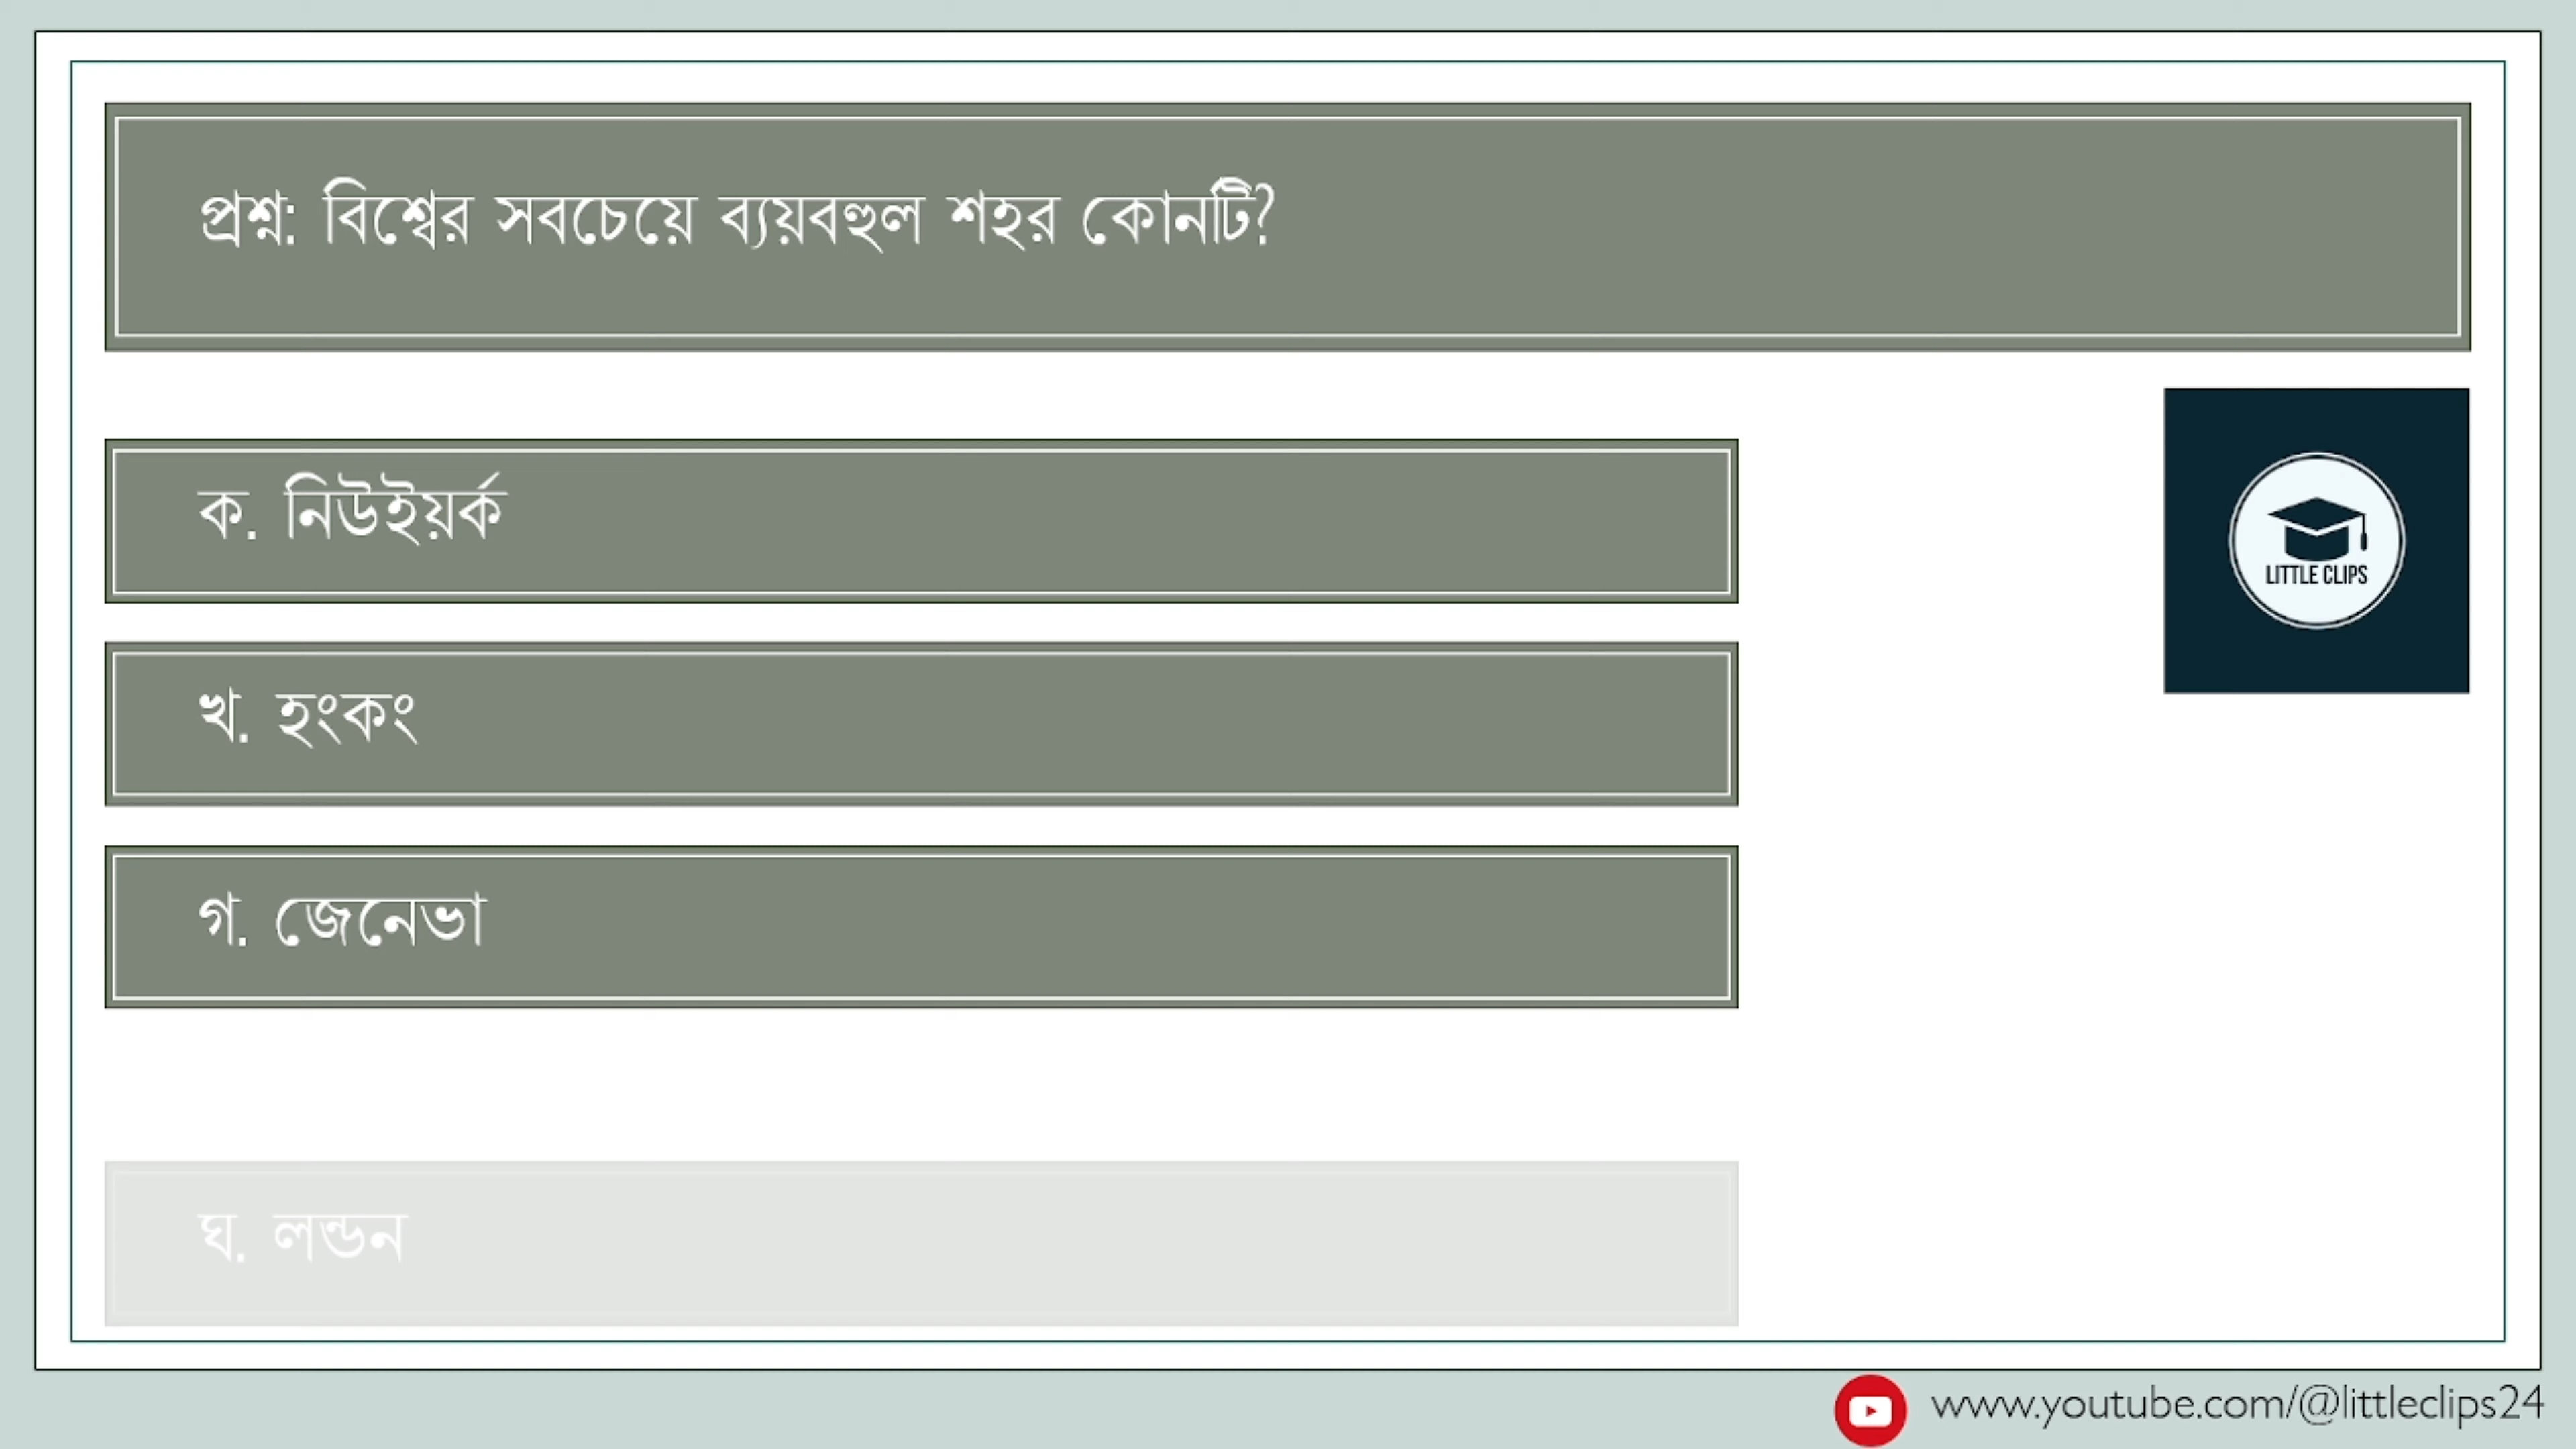 প্রশ্ন: বিশ্বের সবচেয়ে ব্যয়বহুল শহর কোনটি?
ক. নিউইয়র্ক
LITTLE CLIPS
খ. হংকং
গ. জেনেভা
ঘ. লন্ডন
www.youtube.com/@littleclips24